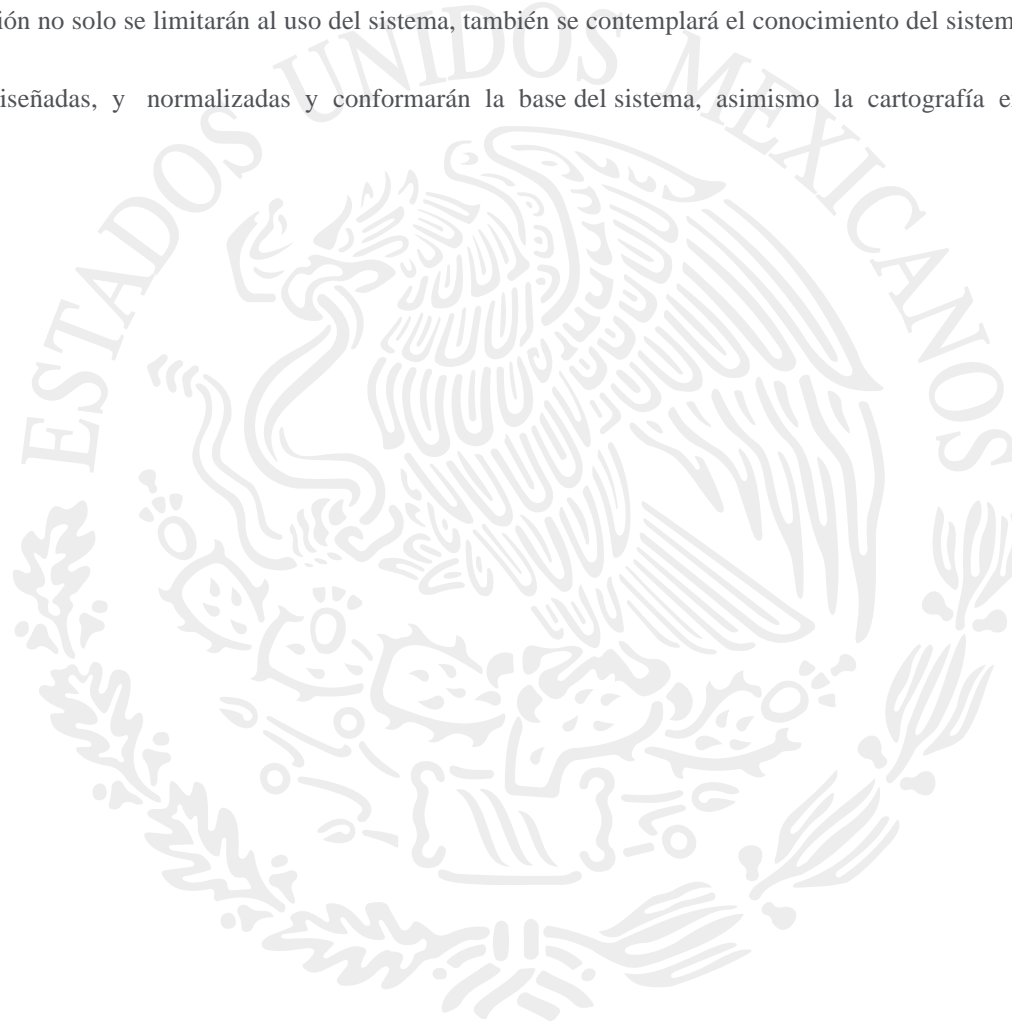 ión no solo se limitarán al uso del sistema, también se contemplará el conocimiento del sistem
iseñadas, y normalizadas y conformarán la base del sistema, asimismo la cartografía e
ESTADOS UNIDOS MEXICANOS